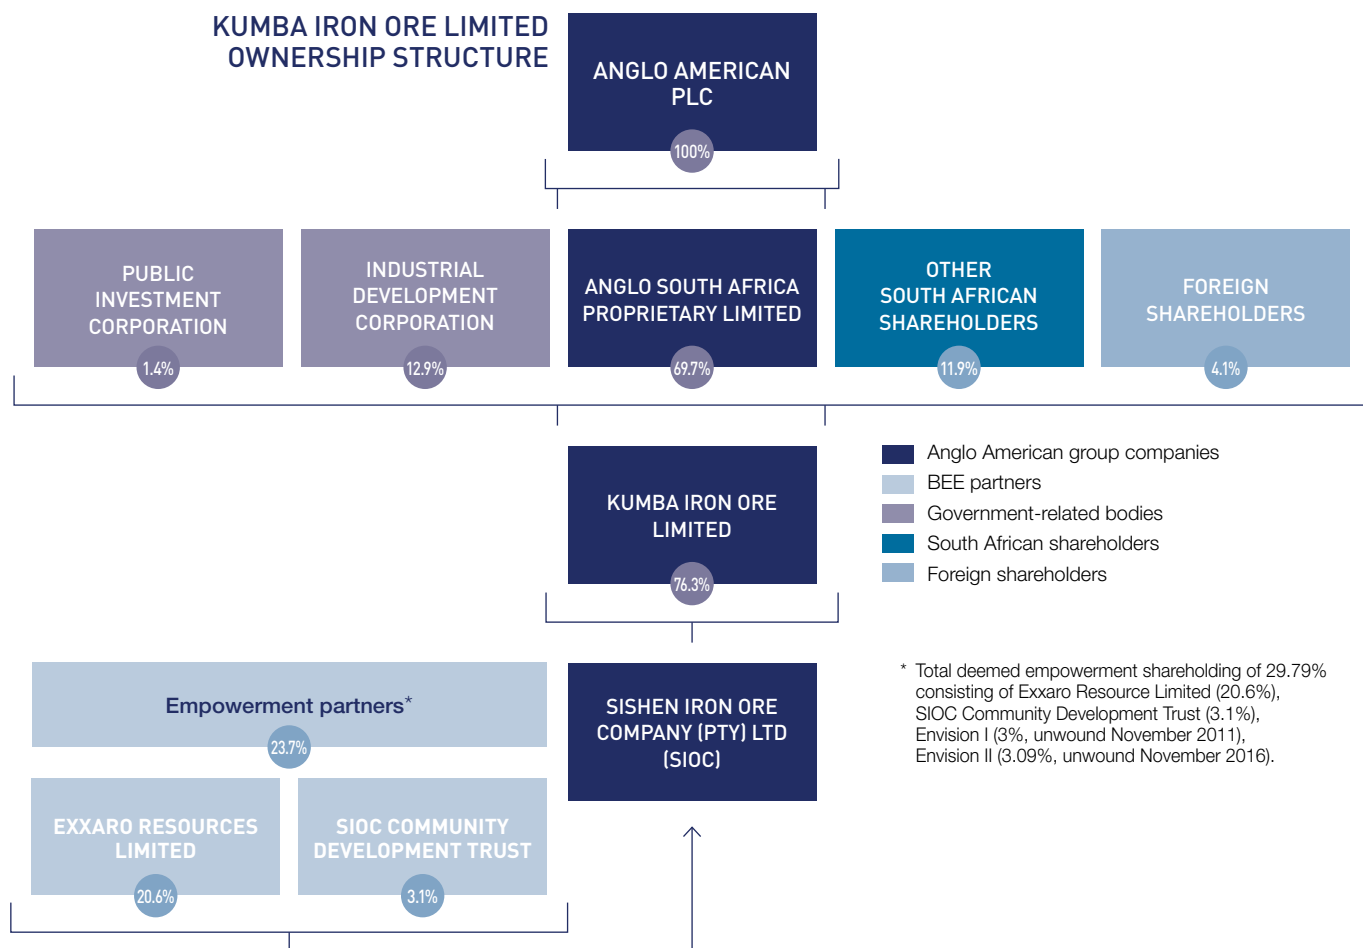 KUMBA IRON ORE LIMITED
OWNERSHIP STRUCTURE
ANGLO AMERICAN
PLC
100%
PUBLIC
INVESTMENT
CORPORATION
1.4%
INDUSTRIAL
DEVELOPMENT
CORPORATION
12.9%
ANGLO SOUTH AFRICA
PROPRIETARY LIMITED
69.7%
OTHER
SOUTH AFRICAN
SHAREHOLDERS
11.9%
FOREIGN
SHAREHOLDERS
4.1%
KUMBA IRON ORE
LIMITED
76.3%
Anglo American group companies
BEE partners
Government-related bodies
South African shareholders
Foreign shareholders
Empowerment partners*
23.7%
SISHEN IRON ORE
COMPANY (PTY) LTD
(SIOC)
* Total deemed empowerment shareholding of 29.79%
consisting of Exxaro Resource Limited (20.6%),
SIOC Community Development Trust (3.1%),
Envision I (3%, unwound November 2011),
Envision II (3.09%, unwound November 2016).
EXXARO RESOURCES
LIMITED
20.6%
SIOC COMMUNITY
DEVELOPMENT TRUST
3.1%